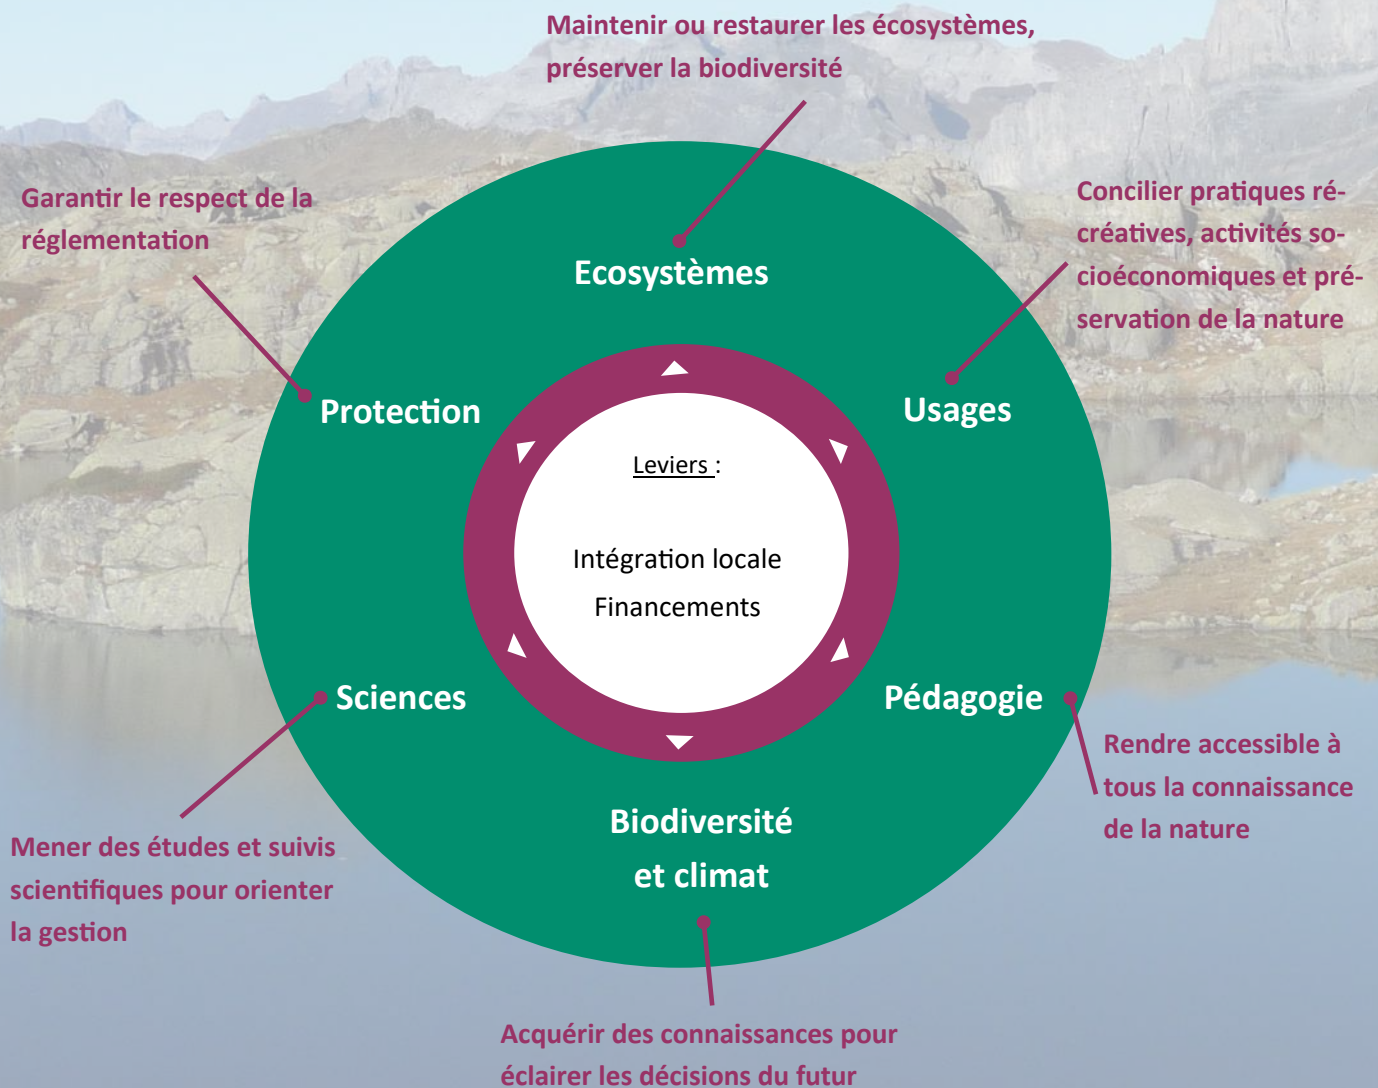 Maintenir ou restaurer les écosystèmes,
préserver la biodiversité
Garantir le respect de la
réglementation
Concilier pratiques ré-
créatives, activités so-
cioéconomiques et pré-
servation de la nature
Ecosystèmes
Protection
Usages
Leviers :
Intégration locale
Financements
Sciences
Pédagogie
Biodiversité
et climat
Rendre accessible à
tous la connaissance
de la nature
Mener des études et suivis
scientifiques pour orienter
la gestion
Acquérir des connaissances pour
éclairer les décisions du futur